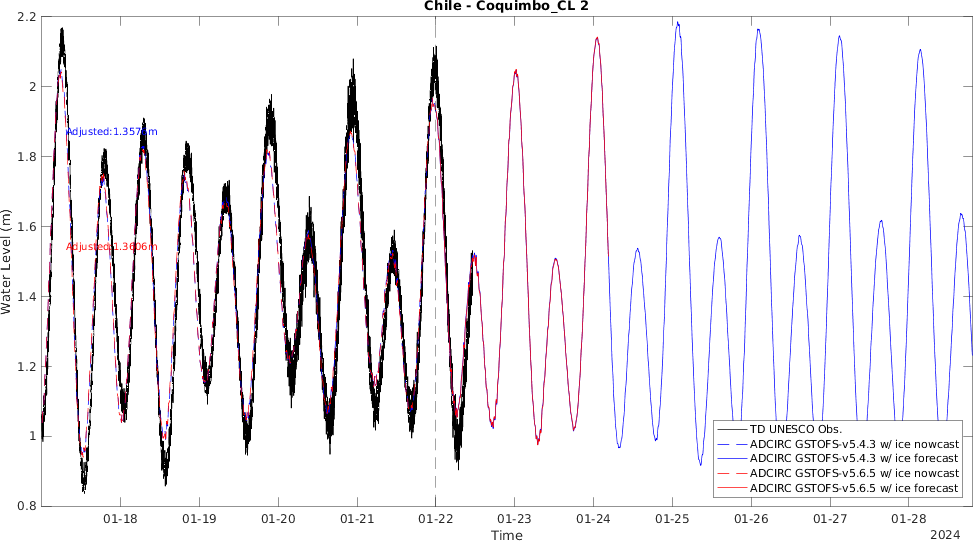 Chile - Coquimbo_CL 2
2.2
2
1.8
1.6
1.4
1.2
1
0.8
Water Level (m)
Adjusted:1.357
Adjusted:1.3606m
TD UNESCO Obs.
ADCIRC GSTOFS-v5.4.3 w/ ice nowcast
ADCIRC GSTOFS-v5.4.3 w/ ice forecast
ADCIRC GSTOFS-v5.6.5 w/ ice nowcast
ADCIRC GSTOFS-v5.6.5 w/ ice forecast
01-18 01-19 01-20 01-21 01-22 01-23 01-24 01-25 01-26 01-27 01-28
Time
2024